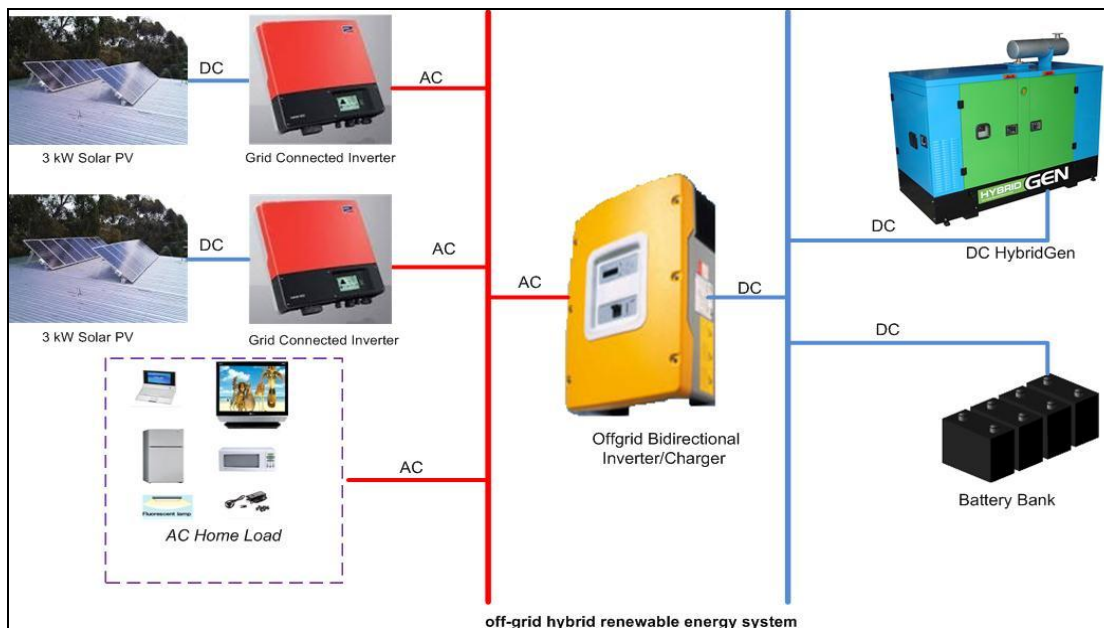 DC
AC
3 kW Solar PV
Grid Connected Inverter
DC
AC
3 kW Solar PV
Grid Connected Inverter
AC
DC
HYBRID GEN
DC
DC HybridGen
DC
Offgrid Bidirectional
Inverter/Charger
Battery Bank
AC
Fluorescent lamp
AC Home Load
off-grid hybrid renewable energy system